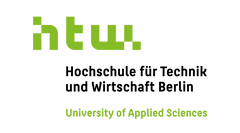 htw.
Hochschule für Technik
und Wirtschaft Berlin
University of Applied Sciences